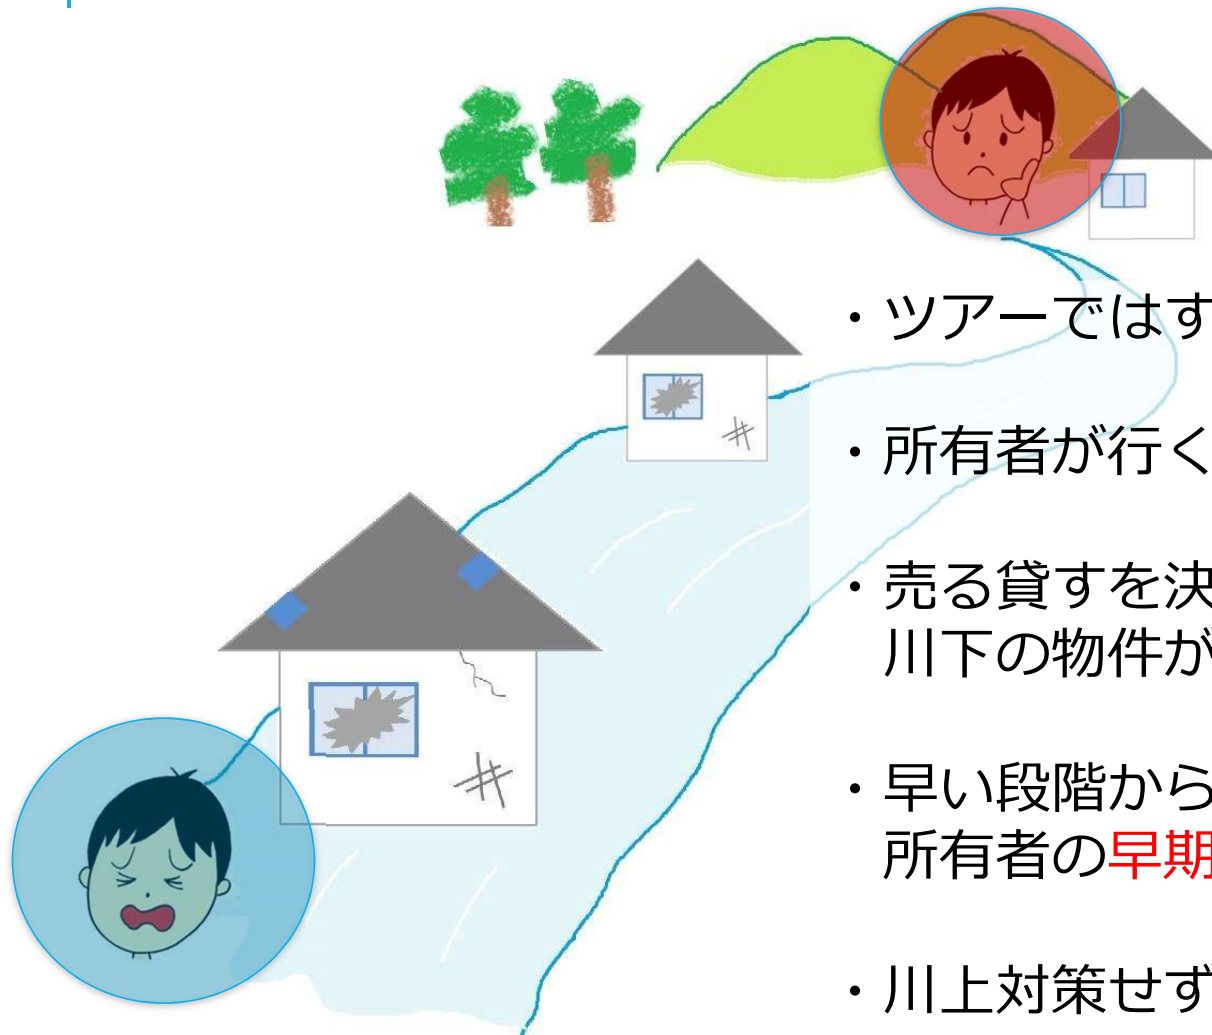 ・ツアーではす
・所有者が行く
・売る貸すを決
川下の物件が
・早い段階から
所有者の早期
・川上対策せず